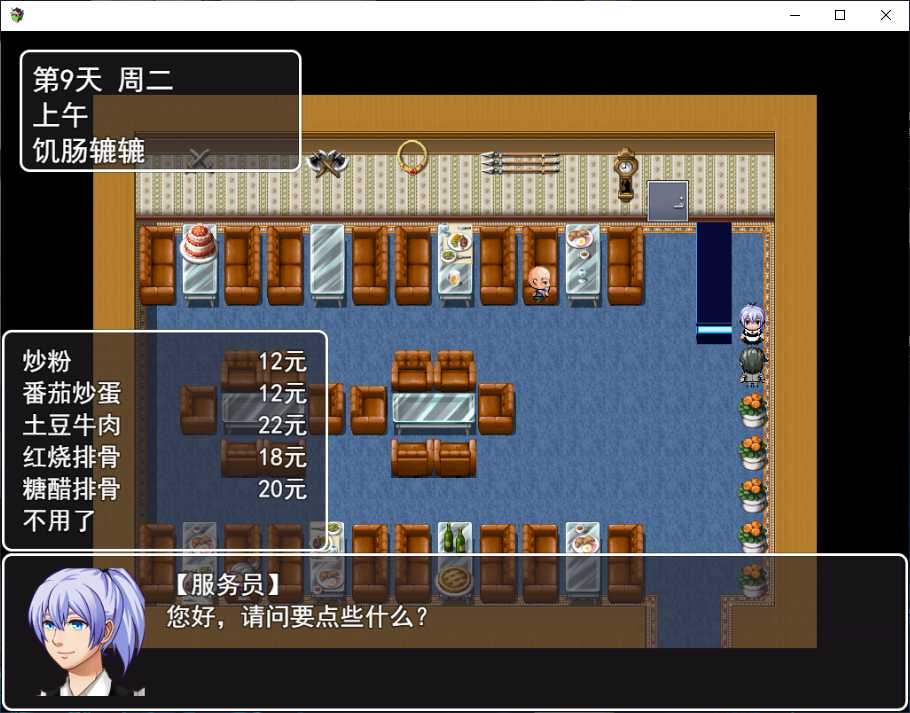 第9天 周二
上午
饥肠辘辘
炒粉 12元
番茄炒蛋 12元
土豆牛肉 22元
红烧排骨 18元
糖醋排骨 20元
不用了
【服务员】
您好，请问要点些什么？